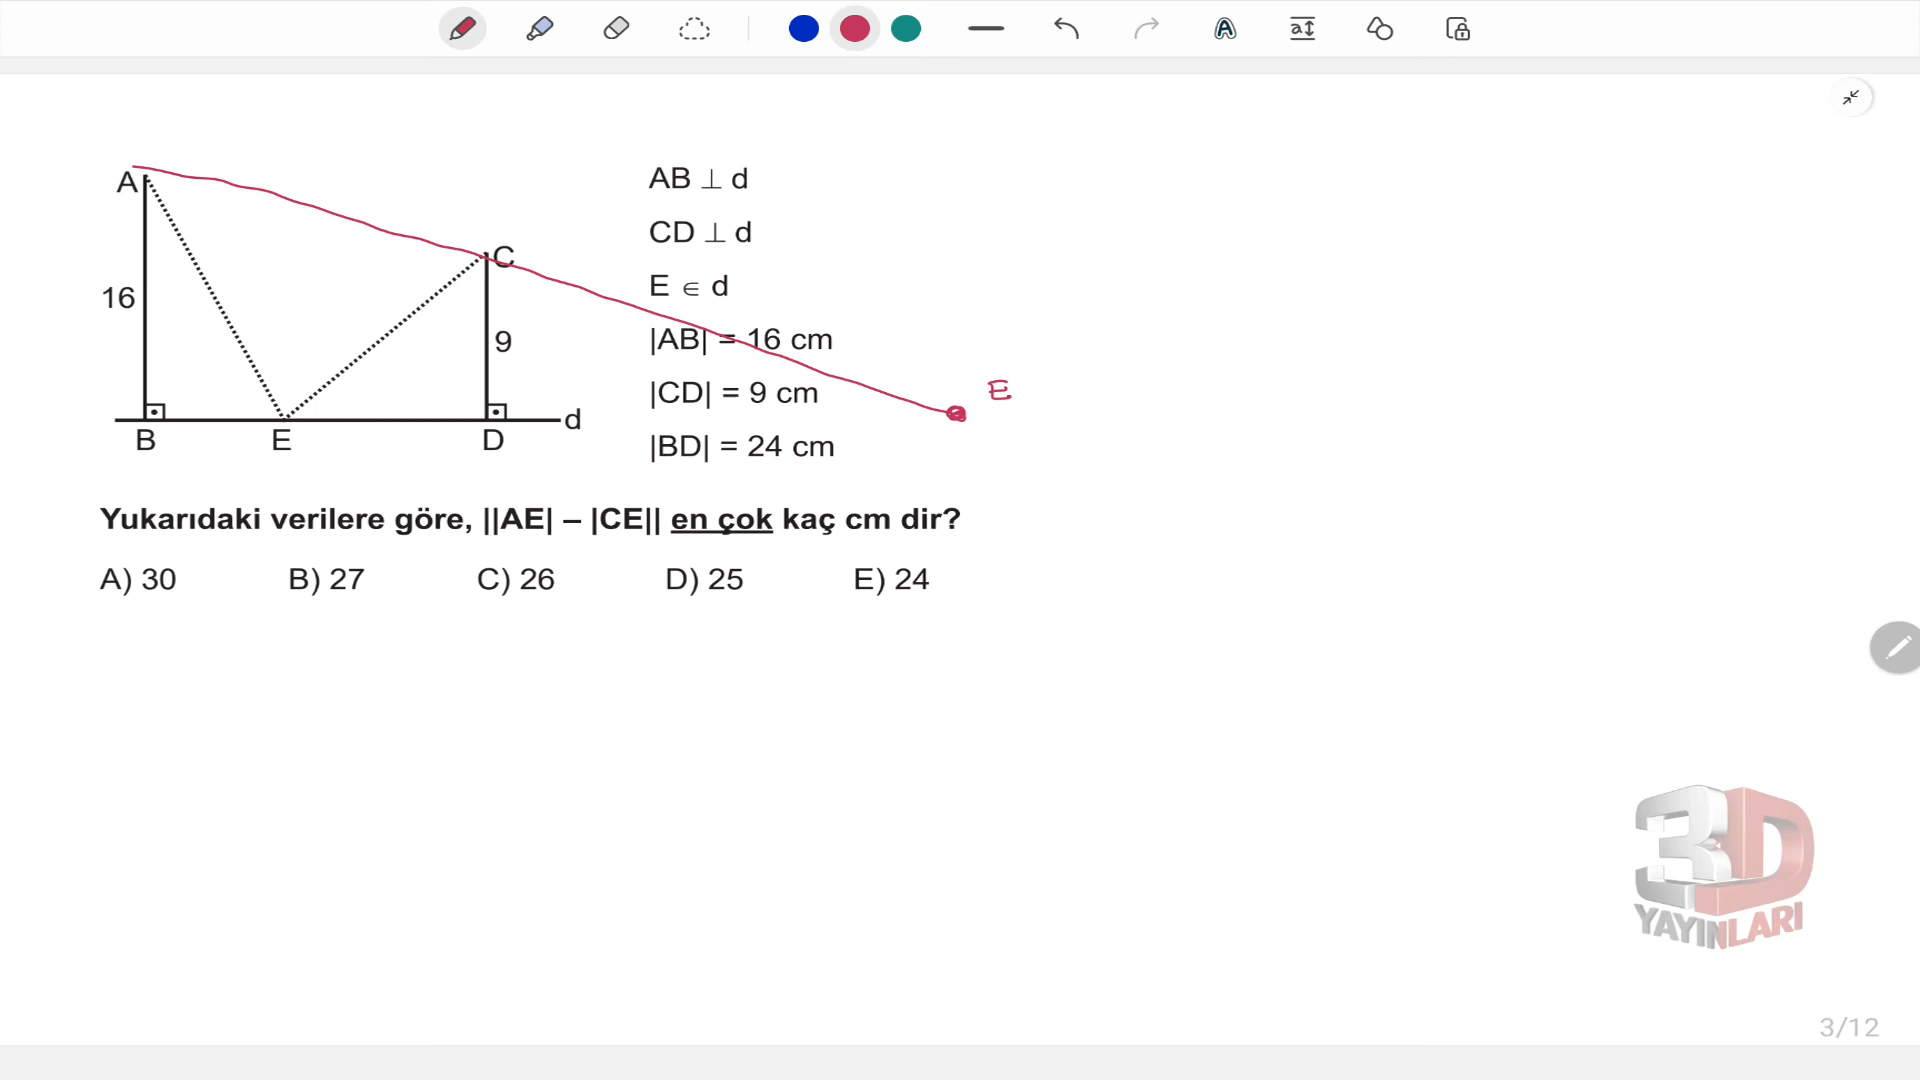 A
16
B
E
C
9
D
d
AB ⊥ d
CD ⊥ d
E ∈ d
|AB| = 16 cm
|CD| = 9 cm
|BD| = 24 cm
E
Yukarıdaki verilere göre, ||AE| – |CE|| en çok kaç cm dir?
A) 30 B) 27 C) 26 D) 25 E) 24
3D
YAYINLARI
3/12